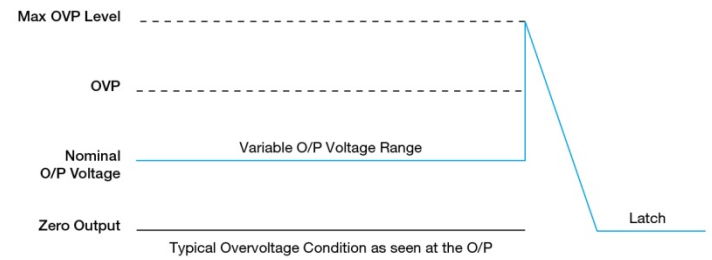 Max OVP Level
OVP
Variable O/P Voltage Range
Nominal
O/P Voltage
Zero Output
Latch
Typical Overvoltage Condition as seen at the O/P